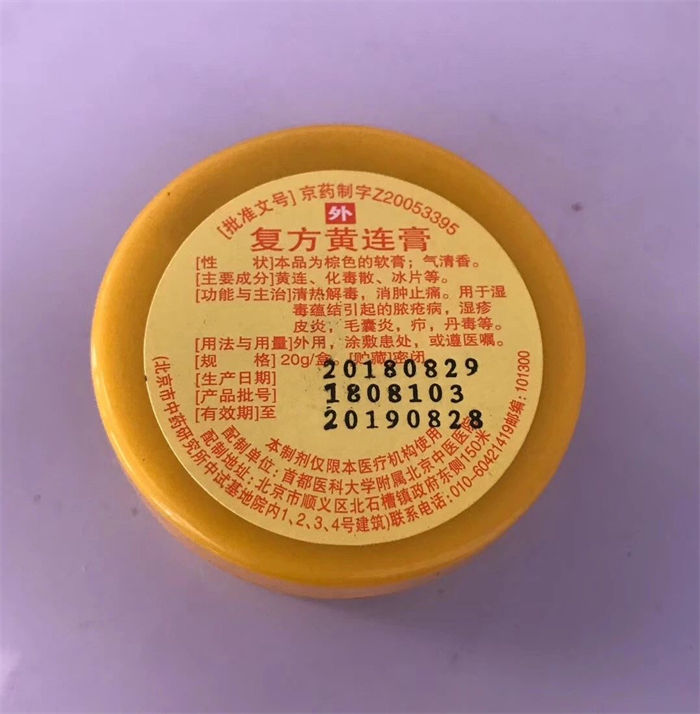 [批准文号] 京药制字Z20053395
外
复方黄连膏
[性 状]本品为棕色的软膏；气清香。
[主要成分]黄连、化毒散、冰片等。
[功能与主治]清热解毒，消肿止痛。用于湿
毒蕴结引起的脓疮病，湿疹
皮炎，毛囊炎，疖，丹毒等。
[用法与用量]外用，涂敷患处，或遵医嘱。
[规 格]20g/盒。[贮藏]密闭
[生产日期] 20180829
[产品批号] 1808103
[有效期]至 20190828
本制剂仅限本医疗机构使用
配制单位：首都医科大学附属北京中医医院
配制地址：北京市顺义区北石槽镇政府东侧150米
(北京市中药研究所中试基地院内1、2、3、4号建筑)联系电话：010-60421419邮编：101300